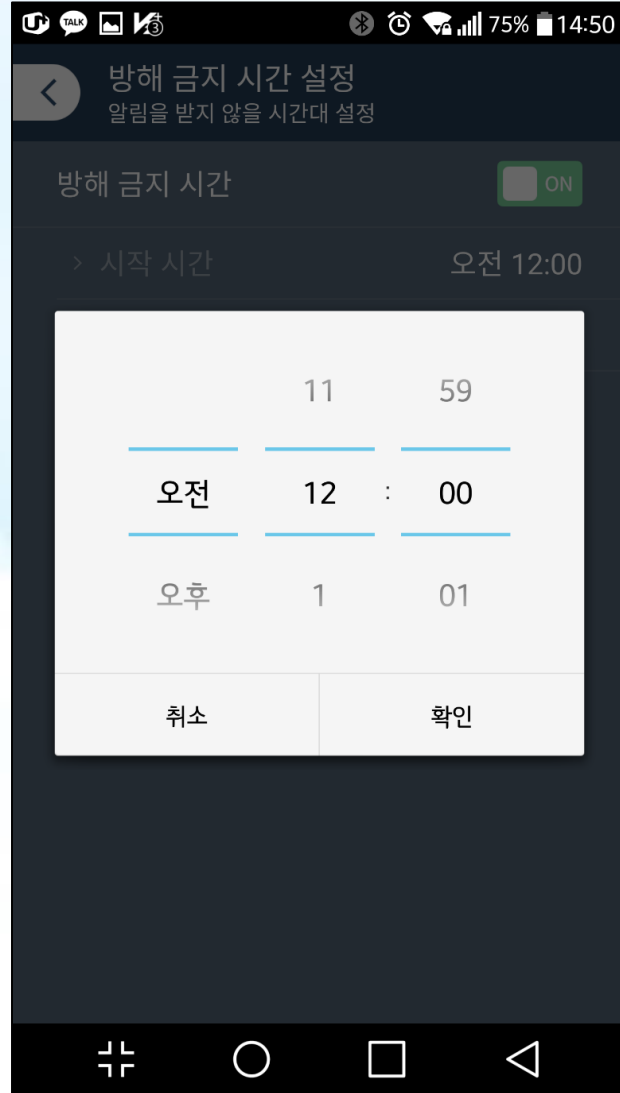 TALK
3
75%
14:50
방해 금지 시간 설정
알림을 받지 않을 시간대 설정
방해 금지 시간
ON
> 시작 시간
오전 12:00
11 59
오전 12 : 00
오후 1 01
취소 확인